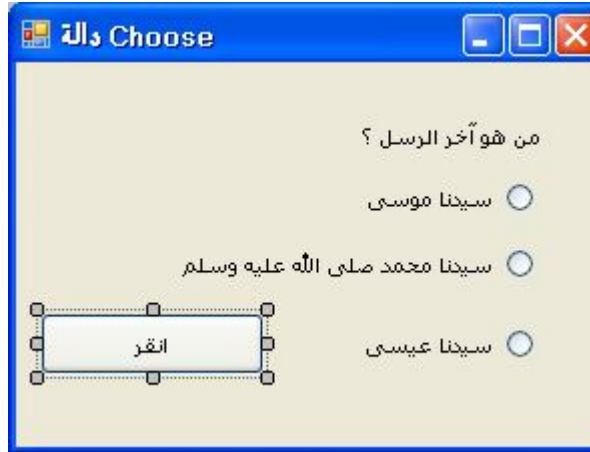 دالة Choose
من هو آخر الرسل ؟
سيدنا موسى
سيدنا محمد صلى الله عليه وسلم
سيدنا عيسى
انقر